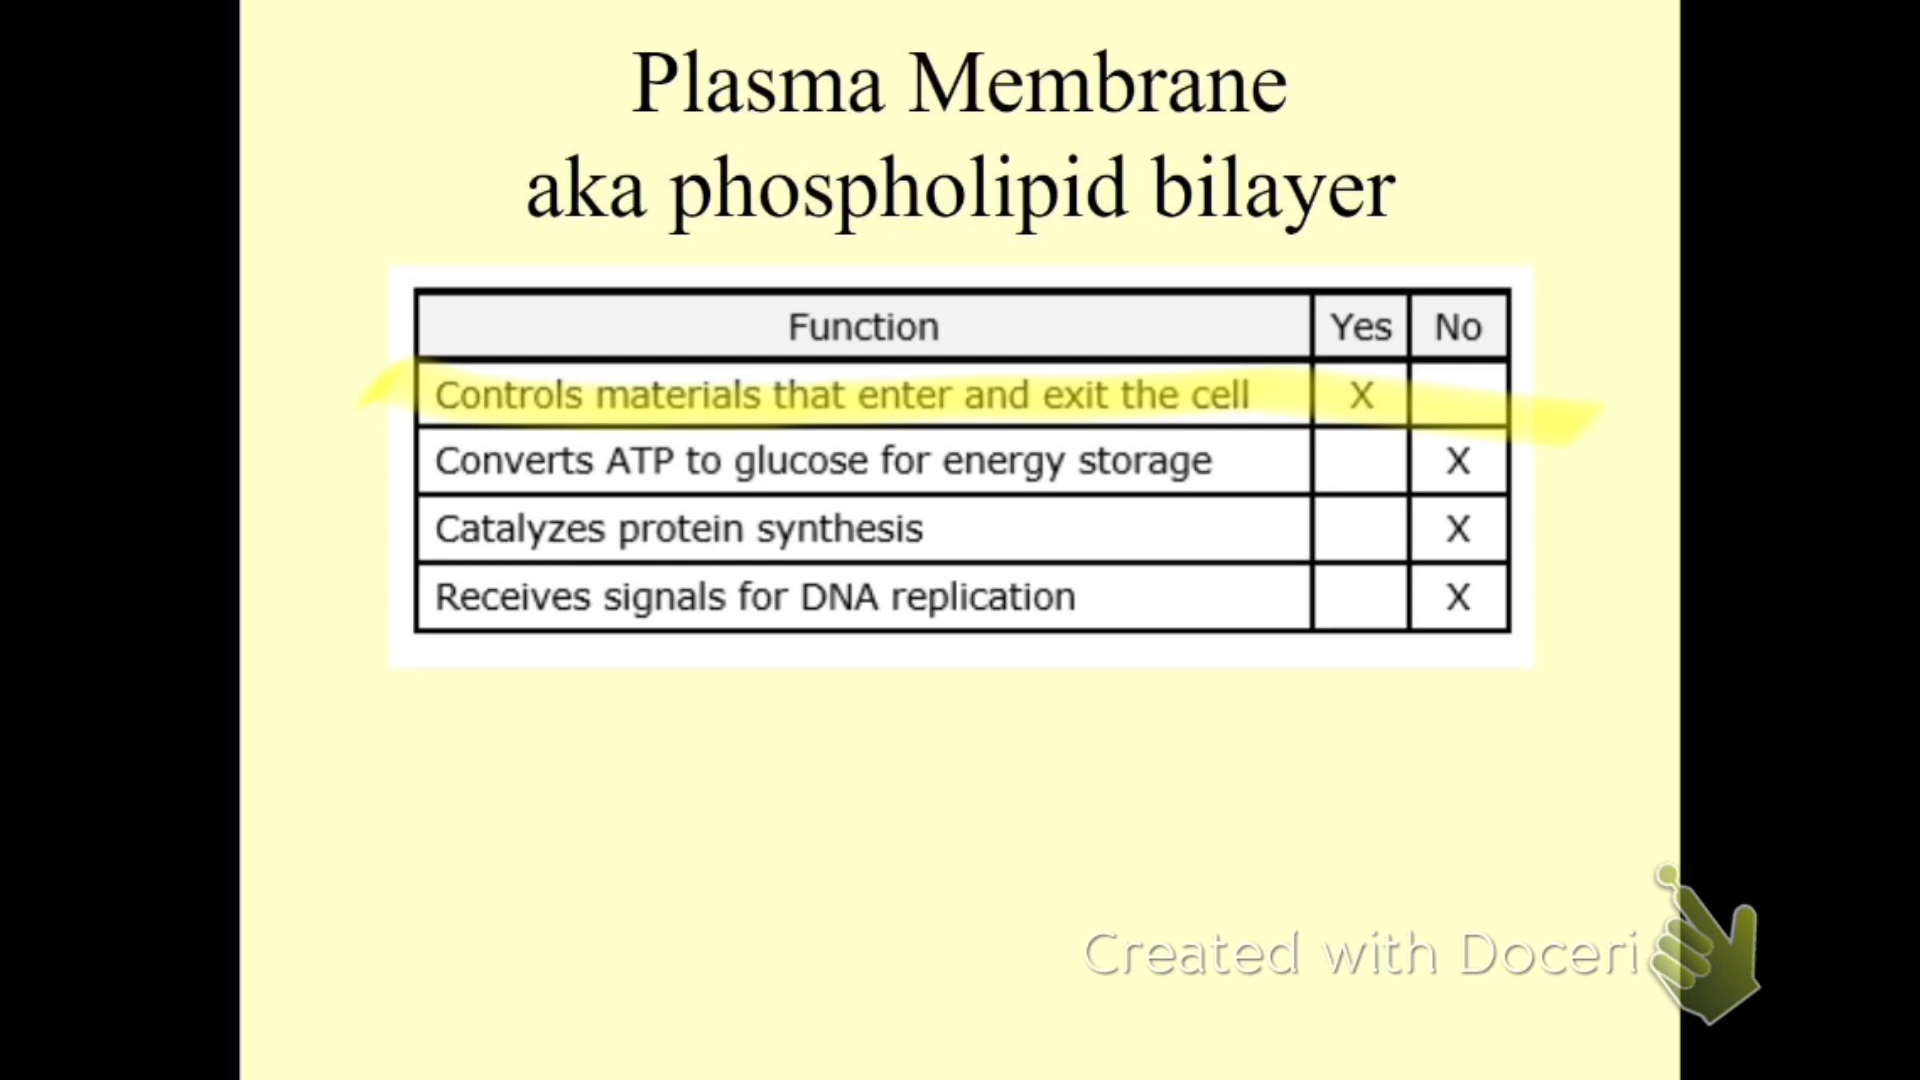 Plasma Membrane
aka phospholipid bilayer
Function Yes No
Controls materials that enter and exit the cell X
Converts ATP to glucose for energy storage X
Catalyzes protein synthesis X
Receives signals for DNA replication X
Created with Doceri